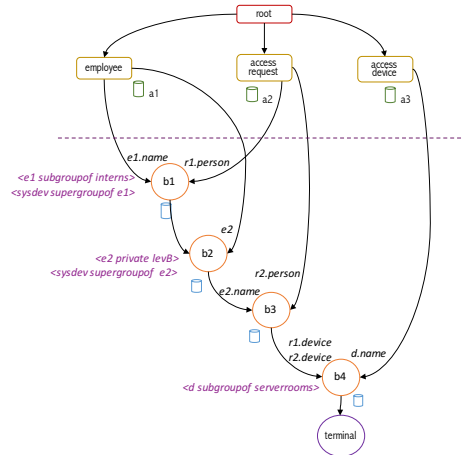 root
employee
access
request
access
device
a1
a2
a3
e1.name
r1.person
<e1 subgroupof interns>
<sysdev supergroupof e1>
b1
e2
<e2 private levB>
<sysdev supergroupof e2>
b2
r2.person
e2.name
b3
r1.device
r2.device
d.name
b4
<d subgroupof serverrooms>
terminal